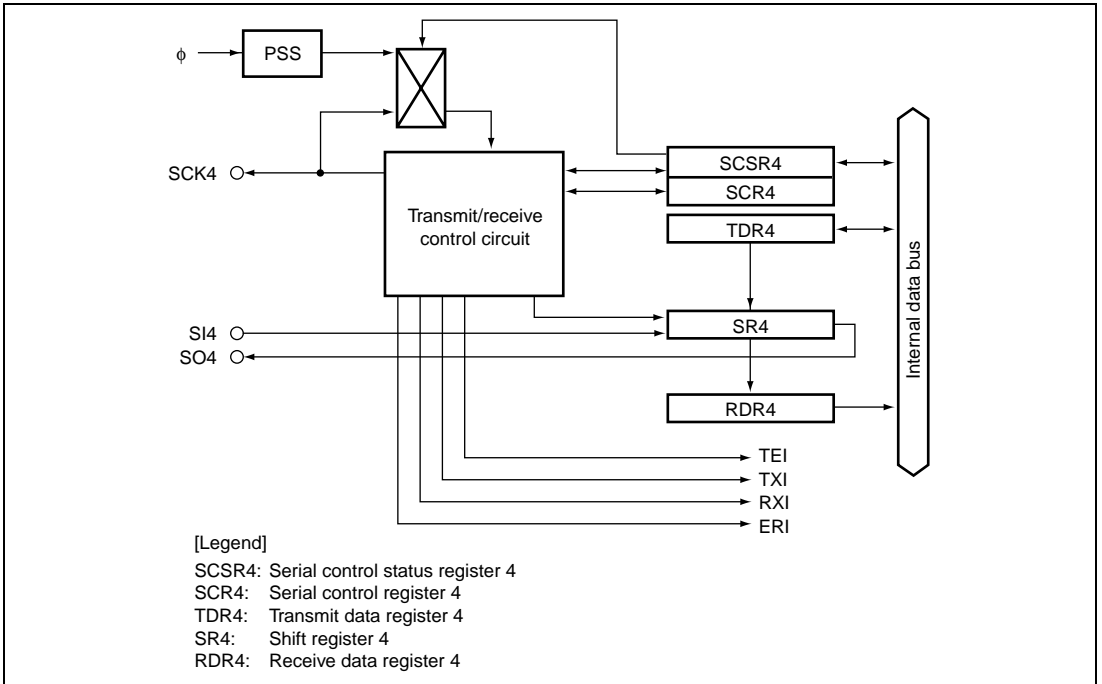 ϕ
PSS
SCK4
Transmit/receive
control circuit
SCSR4
SCR4
TDR4
SI4
SO4
SR4
RDR4
Internal data bus
TEI
TXI
RXI
ERI
[Legend]
SCSR4: Serial control status register 4
SCR4: Serial control register 4
TDR4: Transmit data register 4
SR4: Shift register 4
RDR4: Receive data register 4